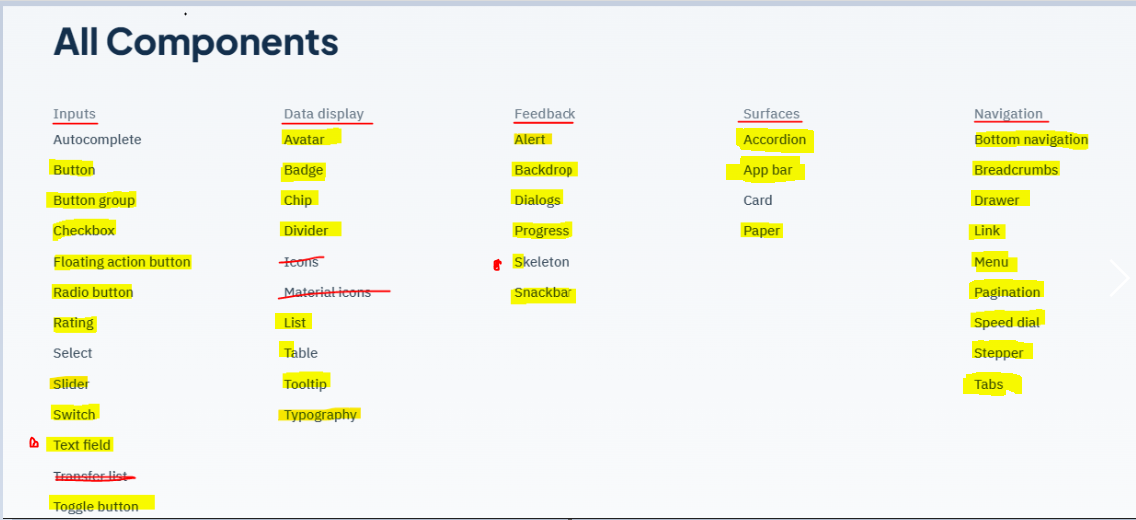 All Components
Inputs
Autocomplete
Button
Button group
Checkbox
Floating action button
Radio button
Rating
Select
Slider
Switch
Text field
Transfer list
Toggle button
Data display
Avatar
Badge
Chip
Divider
Icons
Material icons
List
Table
Tooltip
Typography
Feedback
Alert
Backdrop
Dialogs
Progress
Skeleton
Snackbar
Surfaces
Accordion
App bar
Card
Paper
Navigation
Bottom navigation
Breadcrumbs
Drawer
Link
Menu
Pagination
Speed dial
Stepper
Tabs